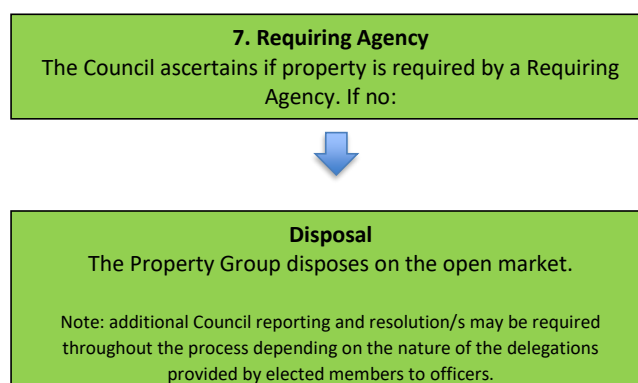 7. Requiring Agency
The Council ascertains if property is required by a Requiring
Agency. If no:
Disposal
The Property Group disposes on the open market.
Note: additional Council reporting and resolution/s may be required
throughout the process depending on the nature of the delegations
provided by elected members to officers.